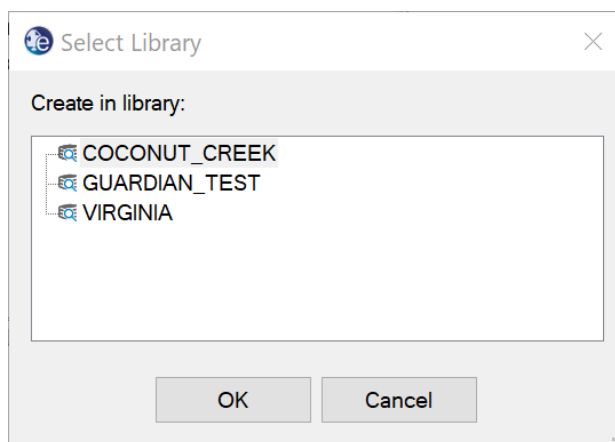 Select Library
Create in library:
COCONUT_CREEK
GUARDIAN_TEST
VIRGINIA
OK
Cancel